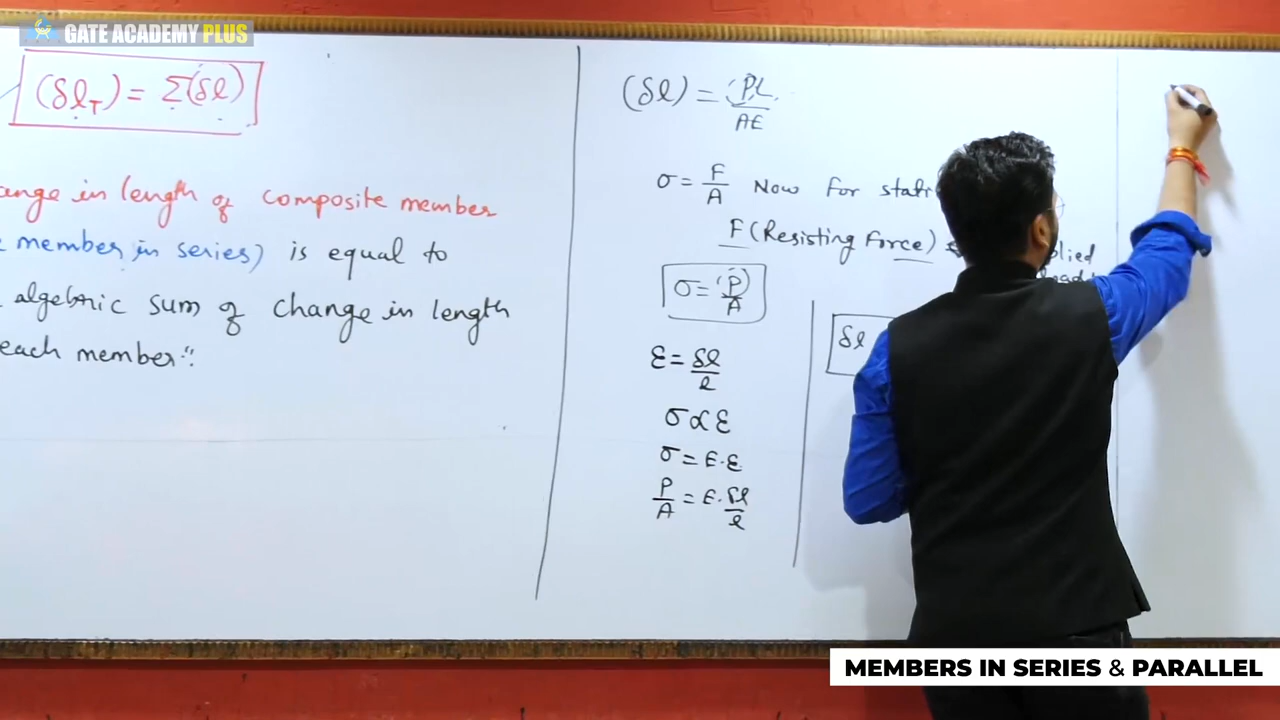 GATE ACADEMY PLUS
(δl_T) = Σ(δl)
ange in length of composite member
member in series) is equal to
algebric sum of change in length
each member".
(δl) = PL/AE
σ = F/A Now for stati
F (Resisting force)
plied
load
σ = (P)/A
ε = δl/l
σ ∝ ε
σ = E.ε
P/A = E.δl/l
δl
MEMBERS IN SERIES & PARALLEL